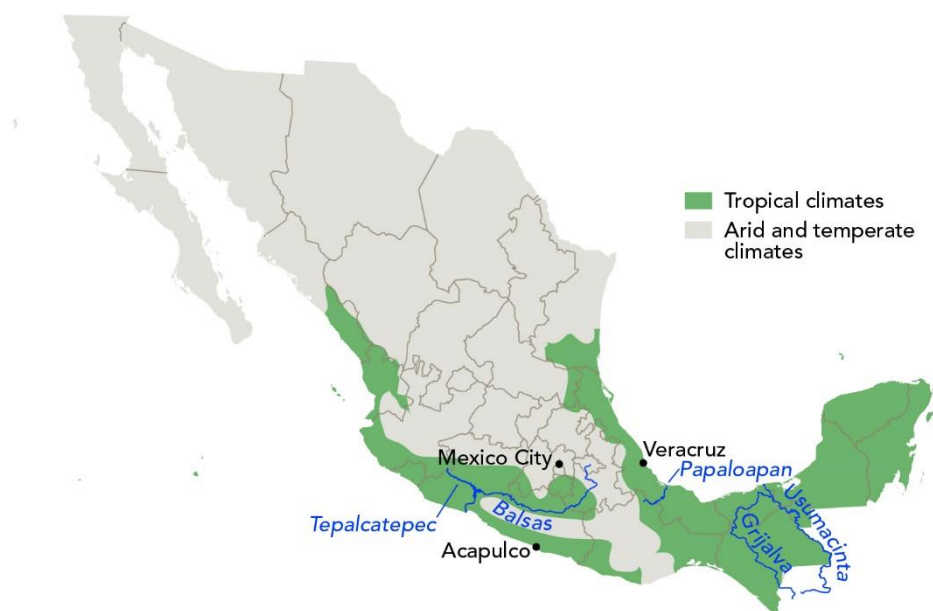 Tropical climates
Arid and temperate
climates
Veracruz
Mexico City
Papaloapan
Usumacinta
Tepalcatepec
Balsas
Grijalva
Acapulco